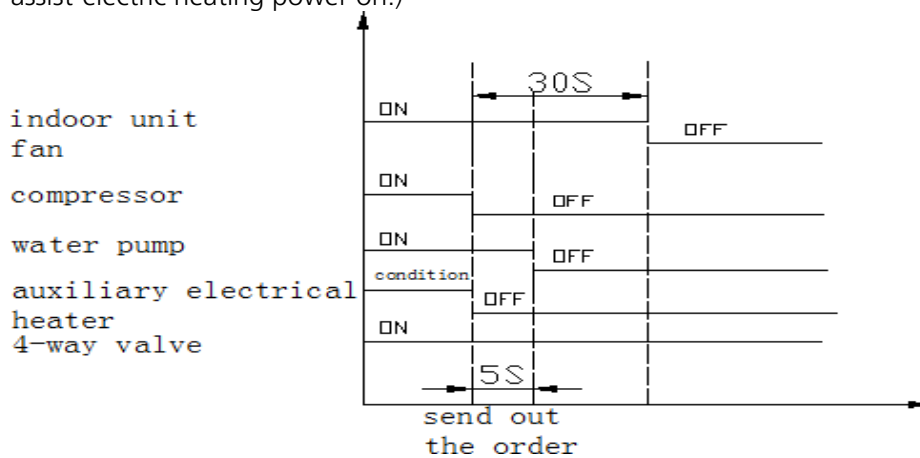 assist electric heating power on.)
30S
ON
indoor unit
fan
OFF
ON
compressor
OFF
ON
water pump
OFF
condition
auxiliary electrical
heater
OFF
ON
4-way valve
5S
send out
the order